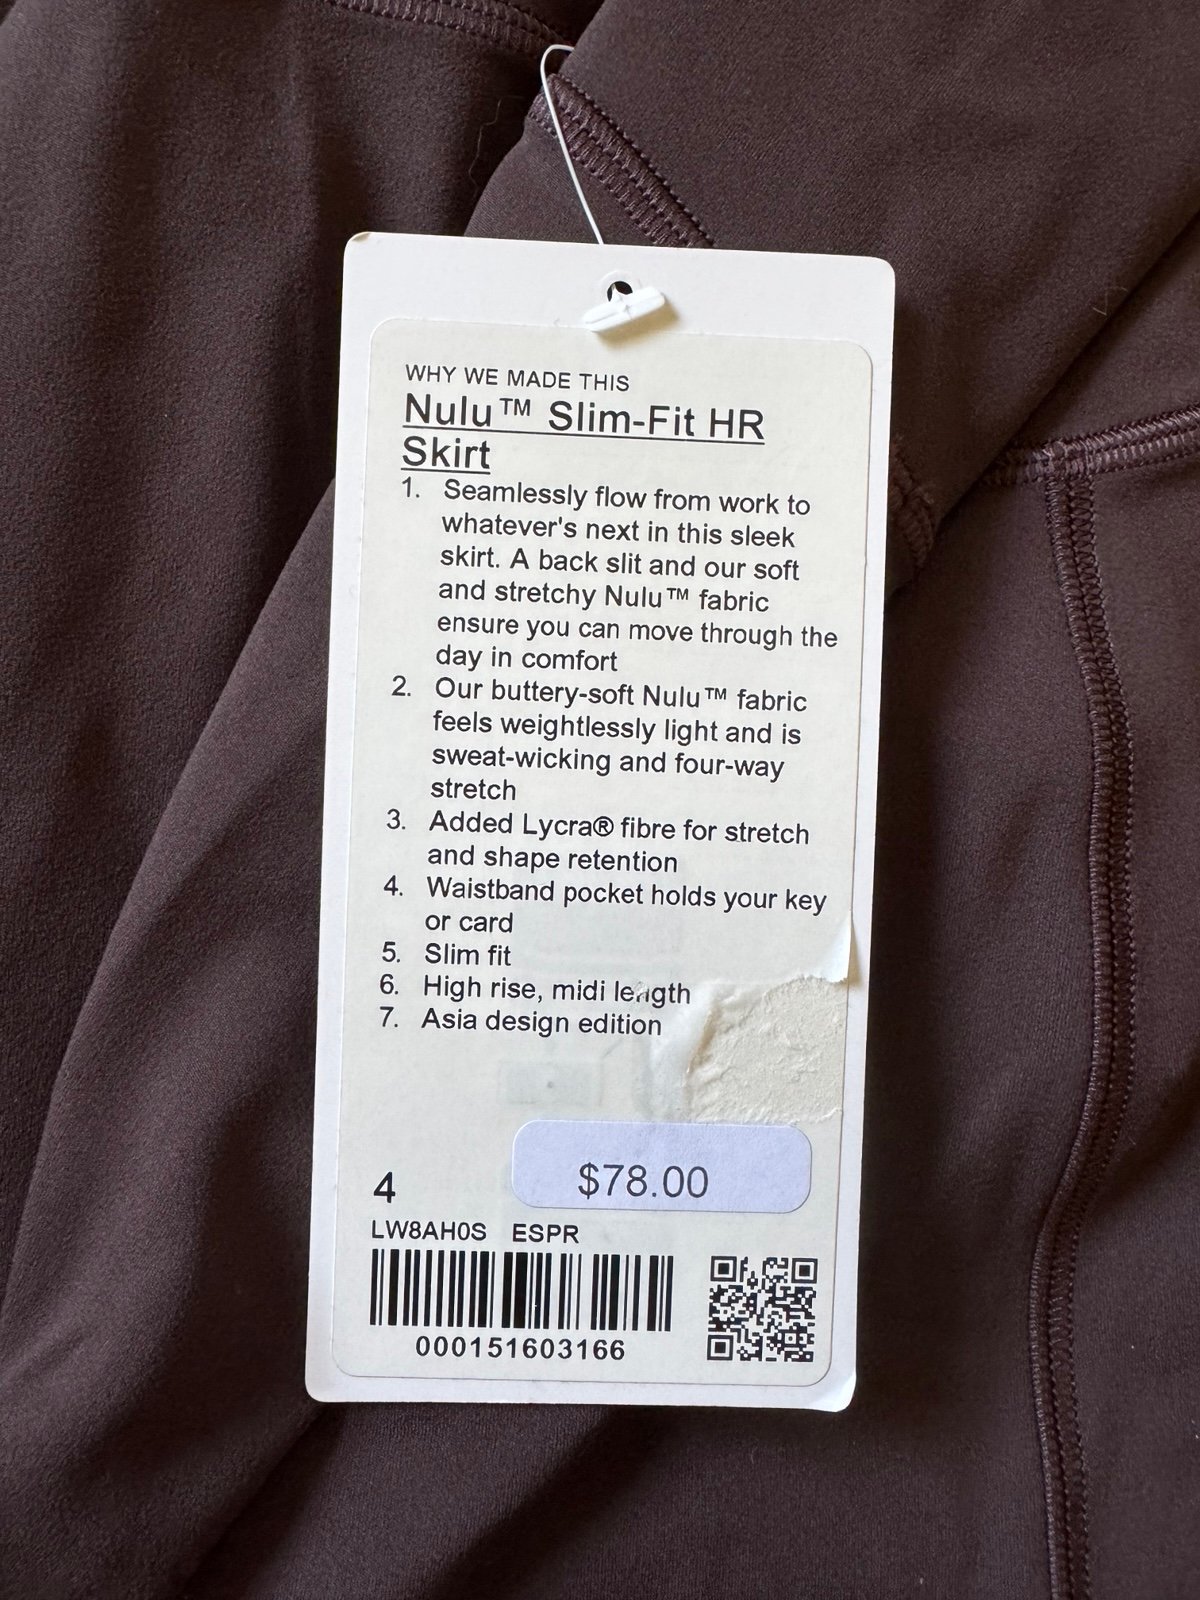 WHY WE MADE THIS
Nulu™ Slim-Fit HR
Skirt
1. Seamlessly flow from work to
whatever's next in this sleek
skirt. A back slit and our soft
and stretchy Nulu™ fabric
ensure you can move through the
day in comfort
2. Our buttery-soft Nulu™ fabric
feels weightlessly light and is
sweat-wicking and four-way
stretch
3. Added Lycra® fibre for stretch
and shape retention
4. Waistband pocket holds your key
or card
5. Slim fit
6. High rise, midi length
7. Asia design edition
$78.00
4
LW8AH0S ESPR
000151603166